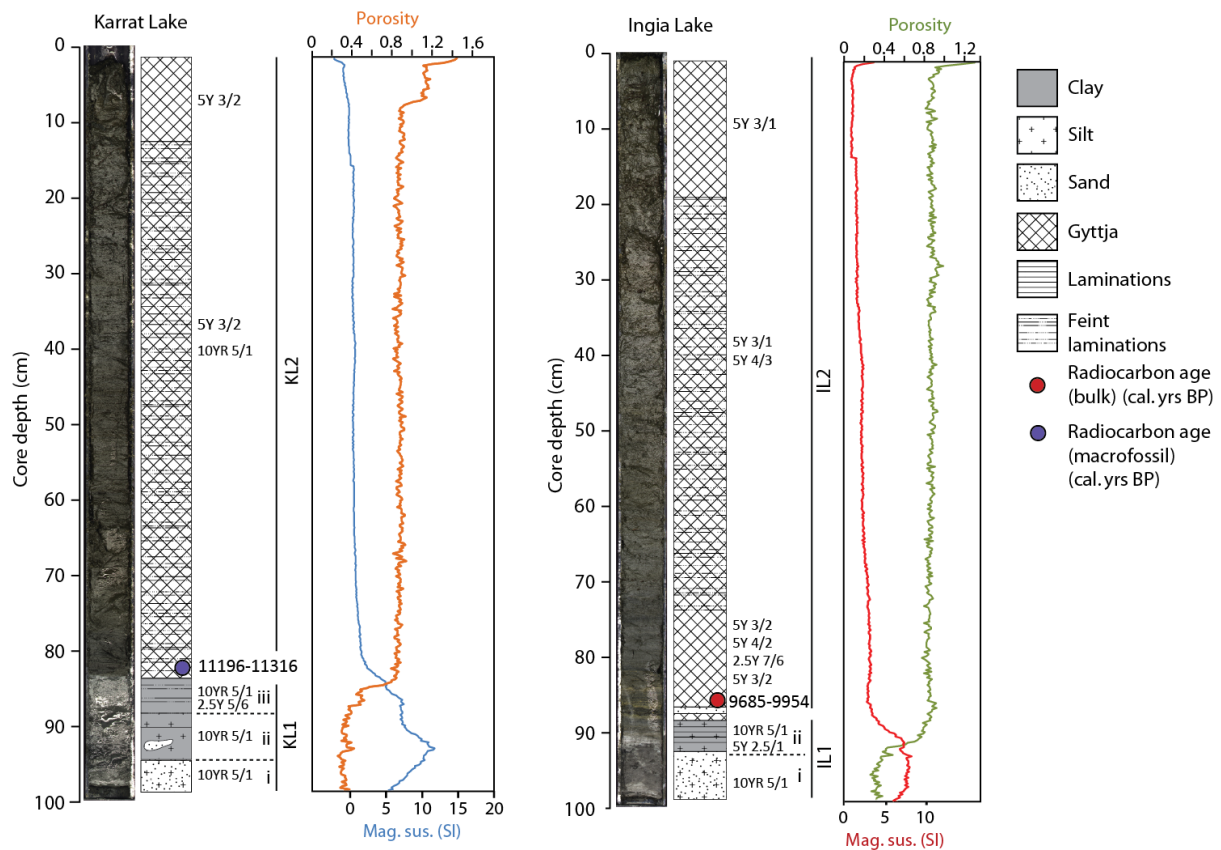 Karrat Lake
Porosity
0 0.4 0.8 1.2 1.6
Core depth (cm)
0
10
20
30
40
50
60
70
80
90
100
5Y 3/2
5Y 3/2
10YR 5/1
11196-11316
10YR 5/1
2.5Y 5/6
iii
10YR 5/1
ii
10YR 5/1
i
KL2
KL1
0 5 10 15 20
Mag. sus. (SI)
Ingia Lake
Porosity
0 0.4 0.8 1.2
Core depth (cm)
0
10
20
30
40
50
60
70
80
90
100
5Y 3/1
5Y 3/1
5Y 4/3
5Y 3/2
5Y 4/2
2.5Y 7/6
5Y 3/2
9685-9954
10YR 5/1
5Y 2.5/1
ii
10YR 5/1
i
IL2
IL1
0 5 10
Mag. sus. (SI)
Clay
Silt
Sand
Gyttja
Laminations
Feint
laminations
Radiocarbon age
(bulk) (cal. yrs BP)
Radiocarbon age
(macrofossil)
(cal. yrs BP)